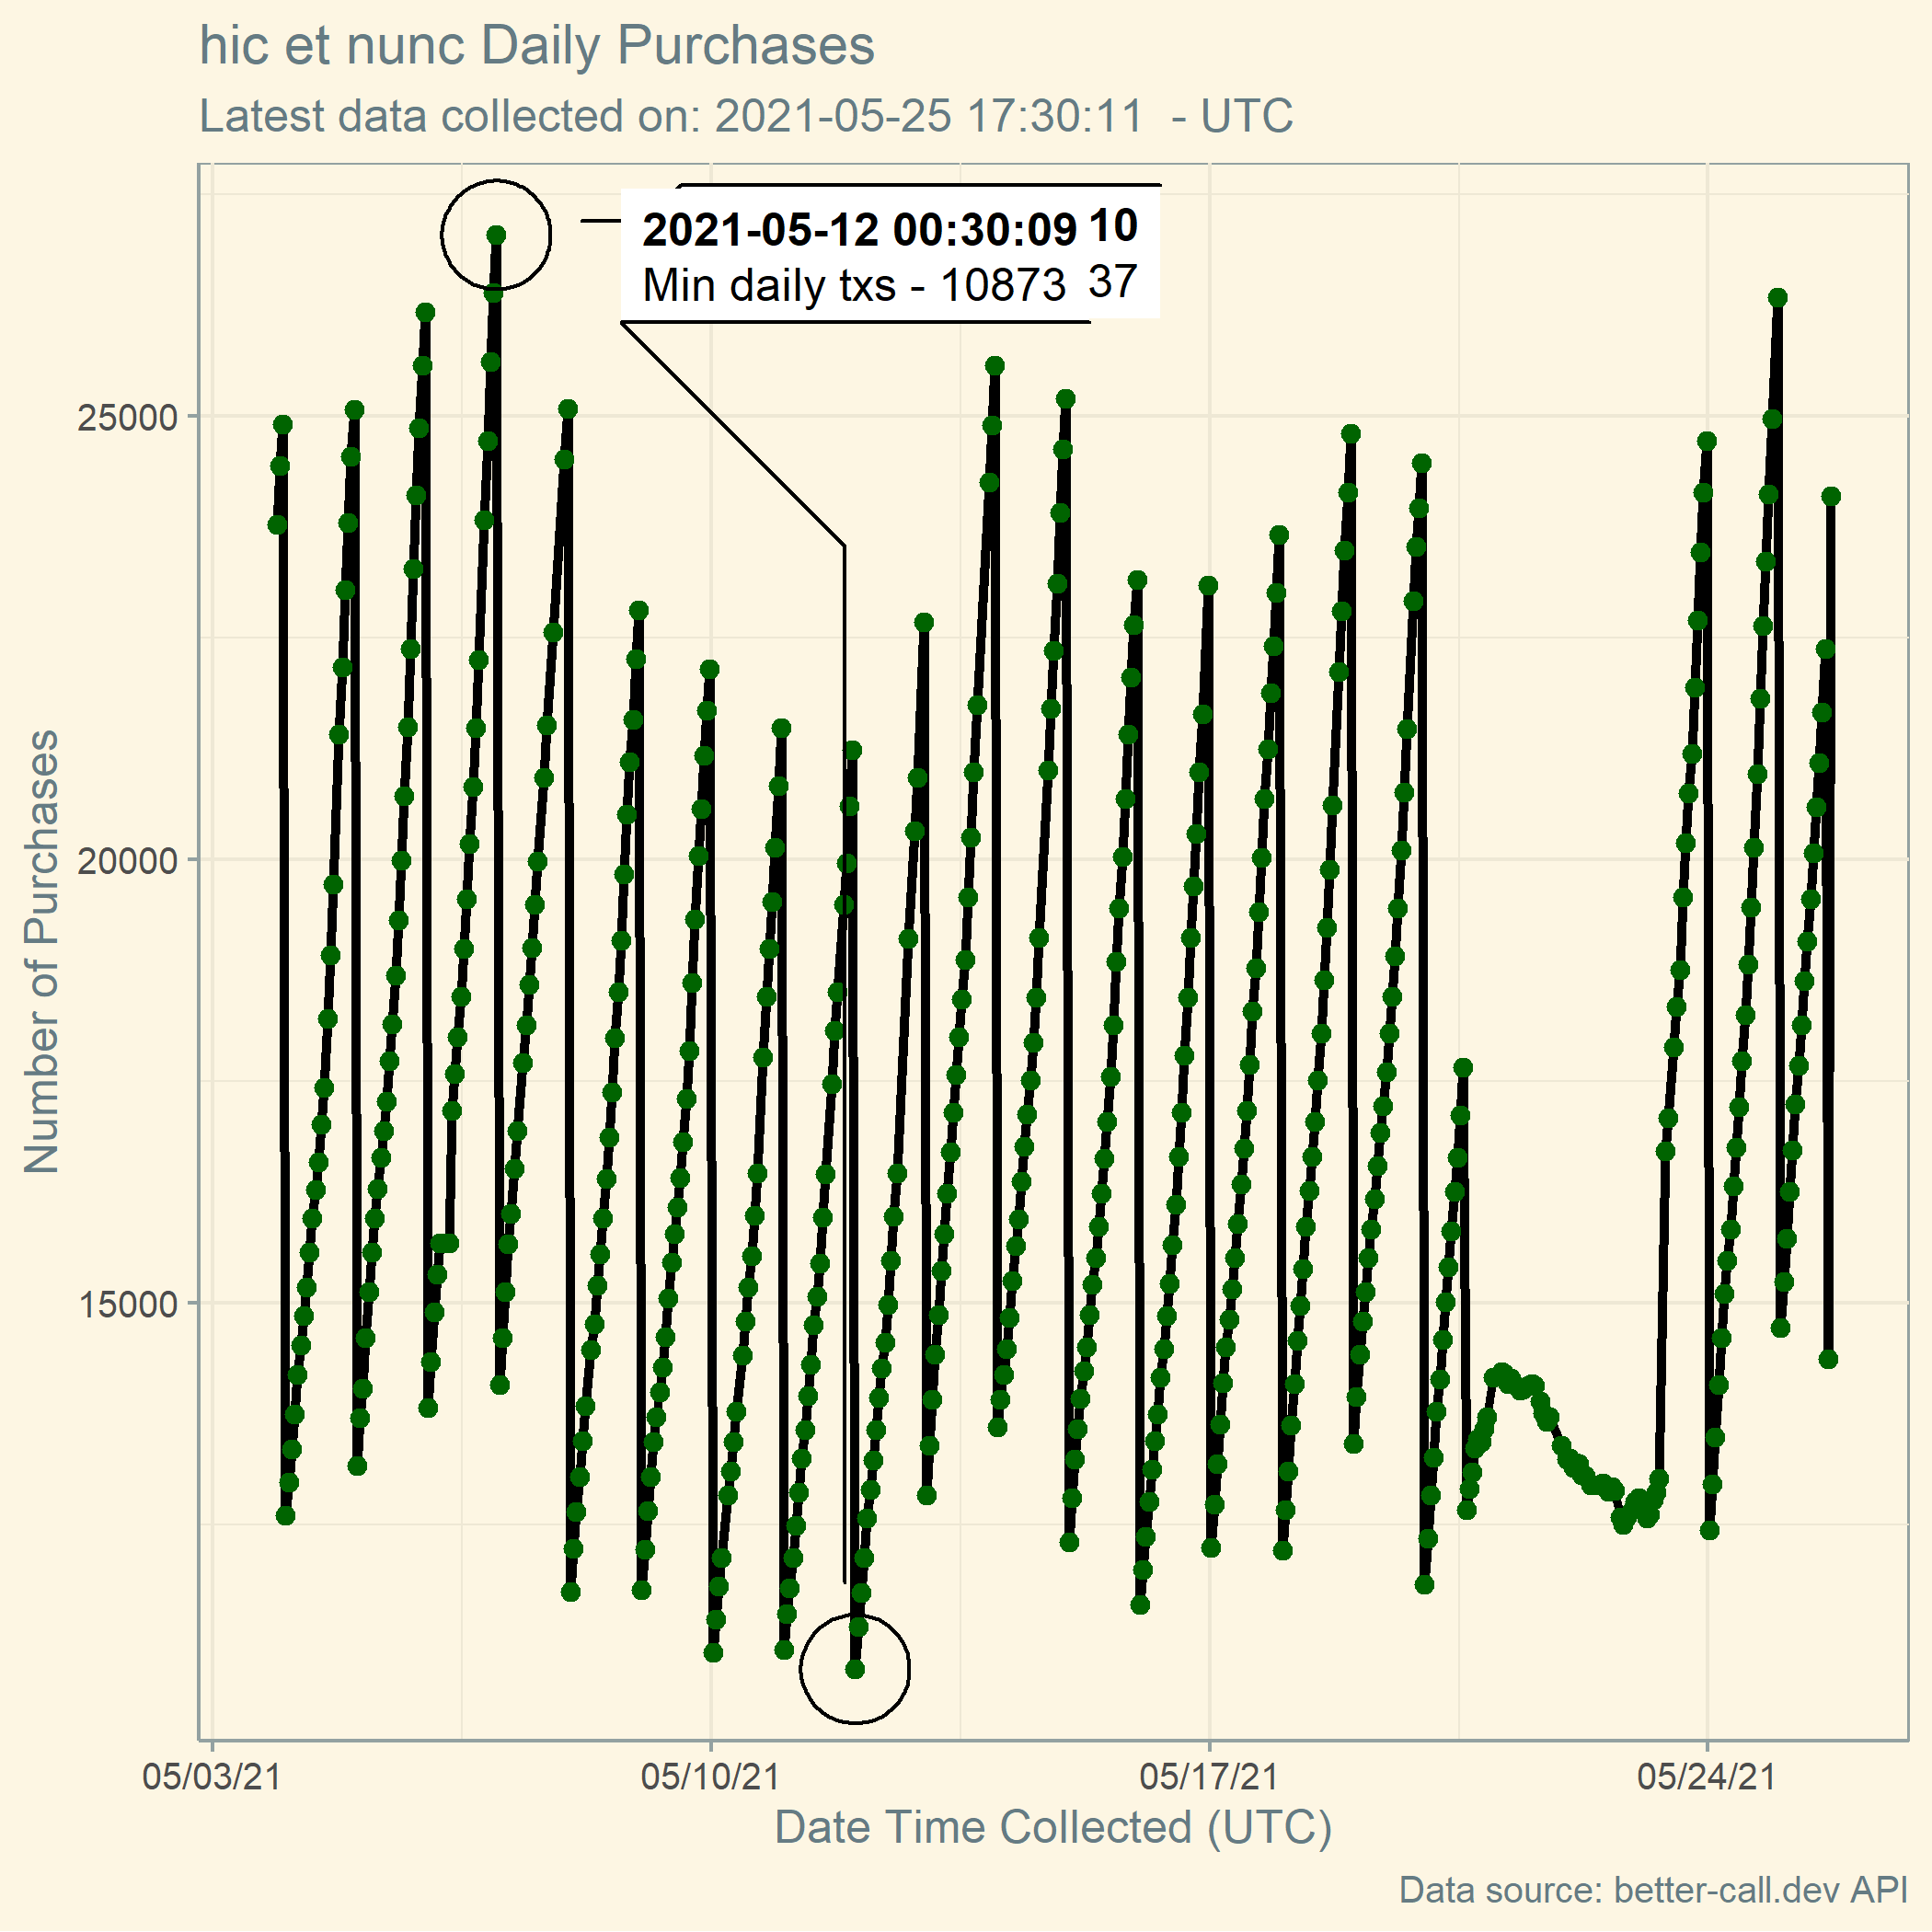 hic et nunc Daily Purchases
Latest data collected on: 2021-05-25 17:30:11 - UTC
2021-05-12 00:30:09 10
Min daily txs - 10873 37
25000
20000
15000
Number of Purchases
05/03/21 05/10/21 05/17/21 05/24/21
Date Time Collected (UTC)
Data source: better-call.dev API